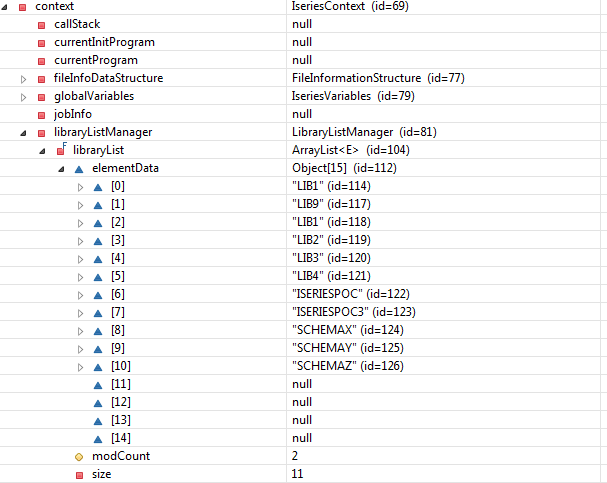 context IseriesContext (id=69)
callStack null
currentInitProgram null
currentProgram null
fileInfoDataStructure FileInformationStructure (id=77)
globalVariables IseriesVariables (id=79)
jobInfo null
libraryListManager LibraryListManager (id=81)
F libraryList ArrayList<E> (id=104)
elementData Object[15] (id=112)
[0] "LIB1" (id=114)
[1] "LIB9" (id=117)
[2] "LIB1" (id=118)
[3] "LIB2" (id=119)
[4] "LIB3" (id=120)
[5] "LIB4" (id=121)
[6] "ISERIESPOC" (id=122)
[7] "ISERIESPOC3" (id=123)
[8] "SCHEMAX" (id=124)
[9] "SCHEMAY" (id=125)
[10] "SCHEMAZ" (id=126)
[11] null
[12] null
[13] null
[14] null
modCount 2
size 11